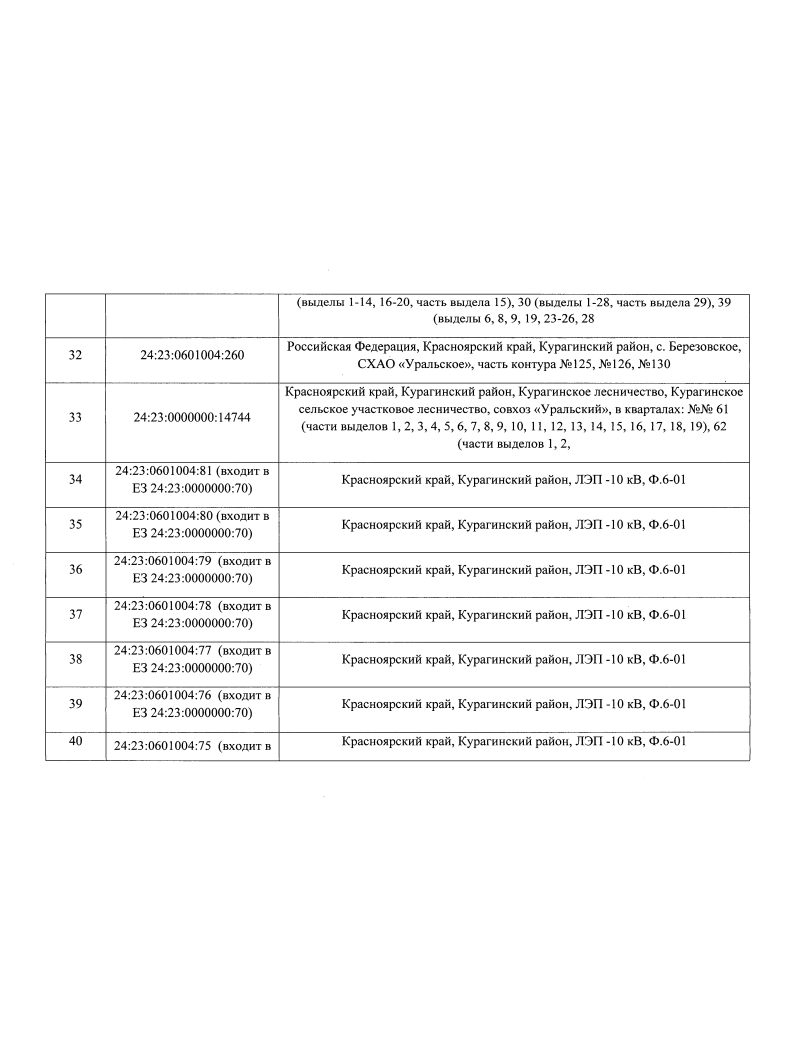 (выделы 1-14, 16-20, часть выдела 15), 30 (выделы 1-28, часть выдела 29), 39
(выделы 6, 8, 9, 19, 23-26, 28
32
24:23:0601004:260
Российская Федерация, Красноярский край, Курагинский район, с. Березовское,
СХАО «Уральское», часть контура №125, №126, №130
33
24:23:0000000:14744
Красноярский край, Курагинский район, Курагинское лесничество, Курагинское
сельское участковое лесничество, совхоз «Уральский», в кварталах: №№ 61
(части выделов 1, 2, 3, 4, 5, 6, 7, 8, 9, 10, 11, 12, 13, 14, 15, 16, 17, 18, 19), 62
(части выделов 1, 2,
34
24:23:0601004:81 (входит в
ЕЗ 24:23:0000000:70)
Красноярский край, Курагинский район, ЛЭП -10 кВ, Ф.6-01
35
24:23:0601004:80 (входит в
ЕЗ 24:23:0000000:70)
Красноярский край, Курагинский район, ЛЭП -10 кВ, Ф.6-01
36
24:23:0601004:79 (входит в
ЕЗ 24:23:0000000:70)
Красноярский край, Курагинский район, ЛЭП -10 кВ, Ф.6-01
37
24:23:0601004:78 (входит в
ЕЗ 24:23:0000000:70)
Красноярский край, Курагинский район, ЛЭП -10 кВ, Ф.6-01
38
24:23:0601004:77 (входит в
ЕЗ 24:23:0000000:70)
Красноярский край, Курагинский район, ЛЭП -10 кВ, Ф.6-01
39
24:23:0601004:76 (входит в
ЕЗ 24:23:0000000:70)
Красноярский край, Курагинский район, ЛЭП -10 кВ, Ф.6-01
40
24:23:0601004:75 (входит в
Красноярский край, Курагинский район, ЛЭП -10 кВ, Ф.6-01